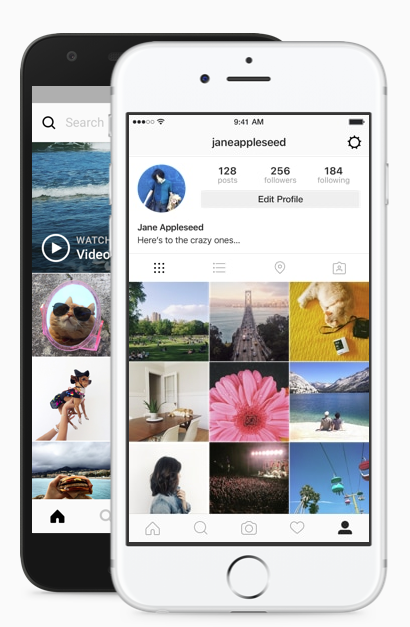 Search
WATCH
Video
9:41 AM
janeappleseed
128
posts
256
followers
184
following
Edit Profile
Jane Appleseed
Here's to the crazy ones...